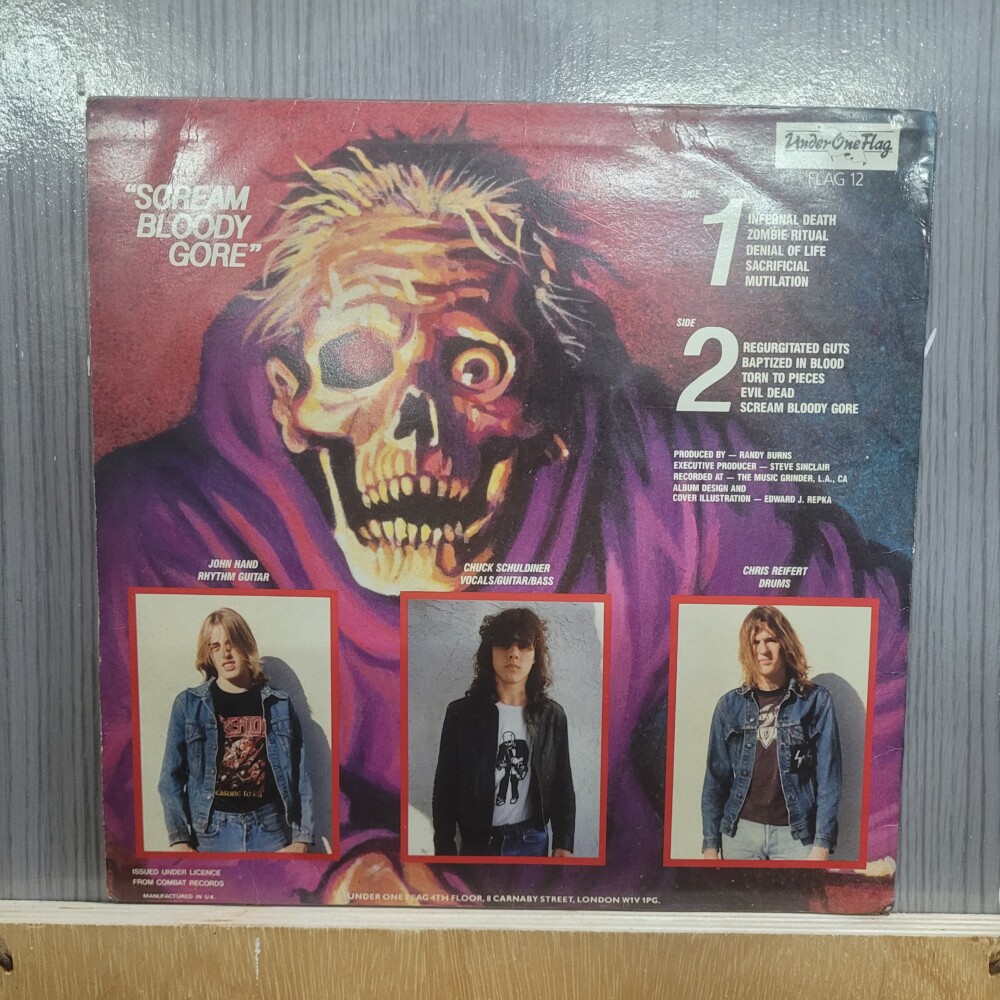 "SCREAM
BLOODY
GORE"
Under One Flag
FLAG 12
SIDE
1
INFERNAL DEATH
ZOMBIE RITUAL
DENIAL OF LIFE
SACRIFICIAL
MUTILATION
SIDE
2
REGURGITATED GUTS
BAPTIZED IN BLOOD
TORN TO PIECES
EVIL DEAD
SCREAM BLOODY GORE
PRODUCED BY — RANDY BURNS
EXECUTIVE PRODUCER — STEVE SINCLAIR
RECORDED AT — THE MUSIC GRINDER, L.A., CA
ALBUM DESIGN AND
COVER ILLUSTRATION — EDWARD J. REPKA
JOHN HAND
RHYTHM GUITAR
CHUCK SCHULDINER
VOCALS/GUITAR/BASS
CHRIS REIFERT
DRUMS
ISSUED UNDER LICENCE
FROM COMBAT RECORDS
MANUFACTURED IN U.K.
UNDER ONE FLAG 4TH FLOOR, 8 CARNABY STREET, LONDON W1V 1PG.